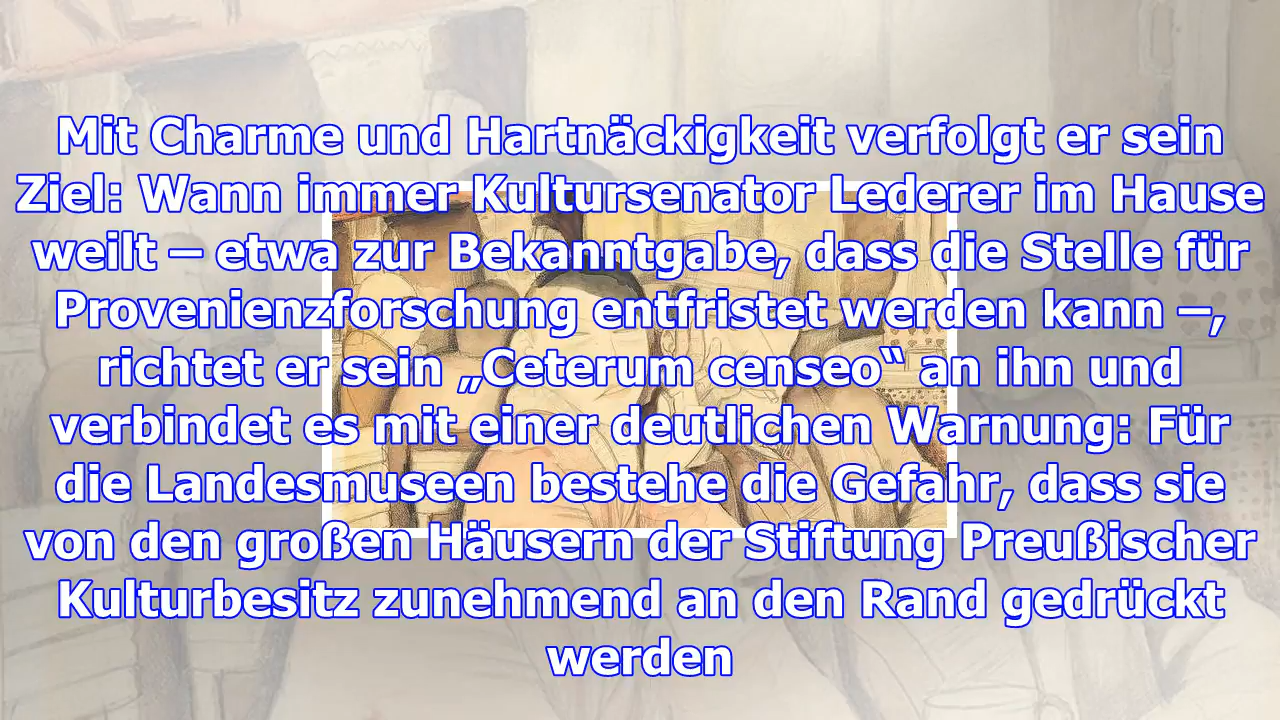 Mit Charme und Hartnäckigkeit verfolgt er sein
Ziel: Wann immer Kultursenator Lederer im Hause
weilt – etwa zur Bekanntgabe, dass die Stelle für
Provenienzforschung entfristet werden kann –,
richtet er sein „Ceterum censeo“ an ihn und
verbindet es mit einer deutlichen Warnung: Für
die Landesmuseen bestehe die Gefahr, dass sie
von den großen Häusern der Stiftung Preußischer
Kulturbesitz zunehmend an den Rand gedrückt
werden